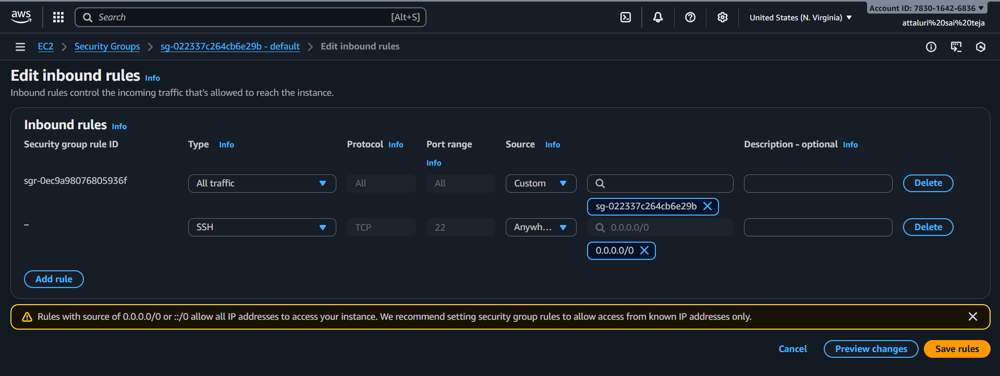 aws
Search [Alt+S]
United States (N. Virginia)
Account ID: 7830-1642-6836
attaluri%20sai%20teja
EC2 Security Groups sg-022337c264cb6e29b - default Edit inbound rules
Edit inbound rules Info
Inbound rules control the incoming traffic that's allowed to reach the instance.
Inbound rules Info
Security group rule ID Type Info Protocol Info Port range Source Info Description - optional Info
Info
sgr-0ec9a98076805936f All traffic All All Custom Delete
sg-022337c264cb6e29b
– SSH TCP 22 Anywh... 0.0.0.0/0 Delete
0.0.0.0/0
Add rule
Rules with source of 0.0.0.0/0 or ::/0 allow all IP addresses to access your instance. We recommend setting security group rules to allow access from known IP addresses only.
Cancel Preview changes Save rules